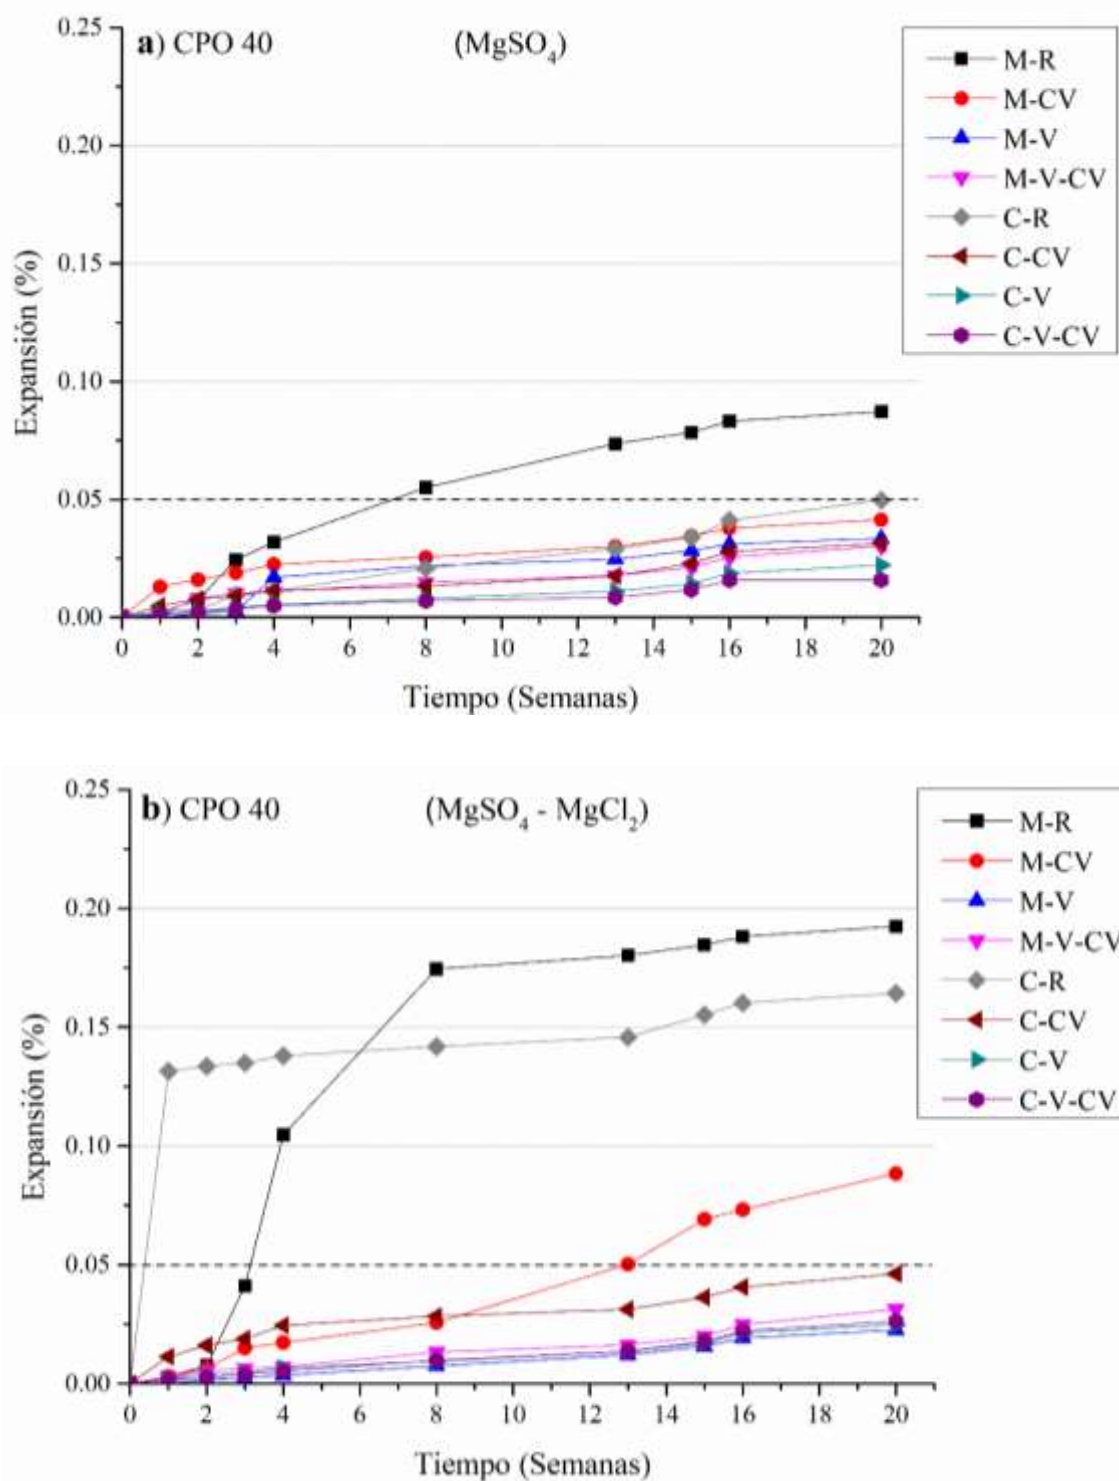 a) CPO 40 (MgSO4)
0.25
0.20
0.15
0.10
0.05
0.00
Expansión (%)
0 2 4 6 8 10 12 14 16 18 20
Tiempo (Semanas)
M-R
M-CV
M-V
M-V-CV
C-R
C-CV
C-V
C-V-CV
b) CPO 40 (MgSO4 - MgCl2)
0.25
0.20
0.15
0.10
0.05
0.00
Expansión (%)
0 2 4 6 8 10 12 14 16 18 20
Tiempo (Semanas)
M-R
M-CV
M-V
M-V-CV
C-R
C-CV
C-V
C-V-CV